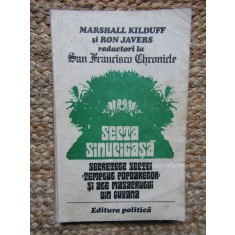 MARSHALL KILDUFF
și RON JAVERS
redactori la
San Francisco Chronicle
SECTA
SINUCIGAȘĂ
SECRETELE SECTEI
«TEMPLUL POPOARELOR»
ȘI ALE MASACRULUI
DIN GUYANA
Editura politică